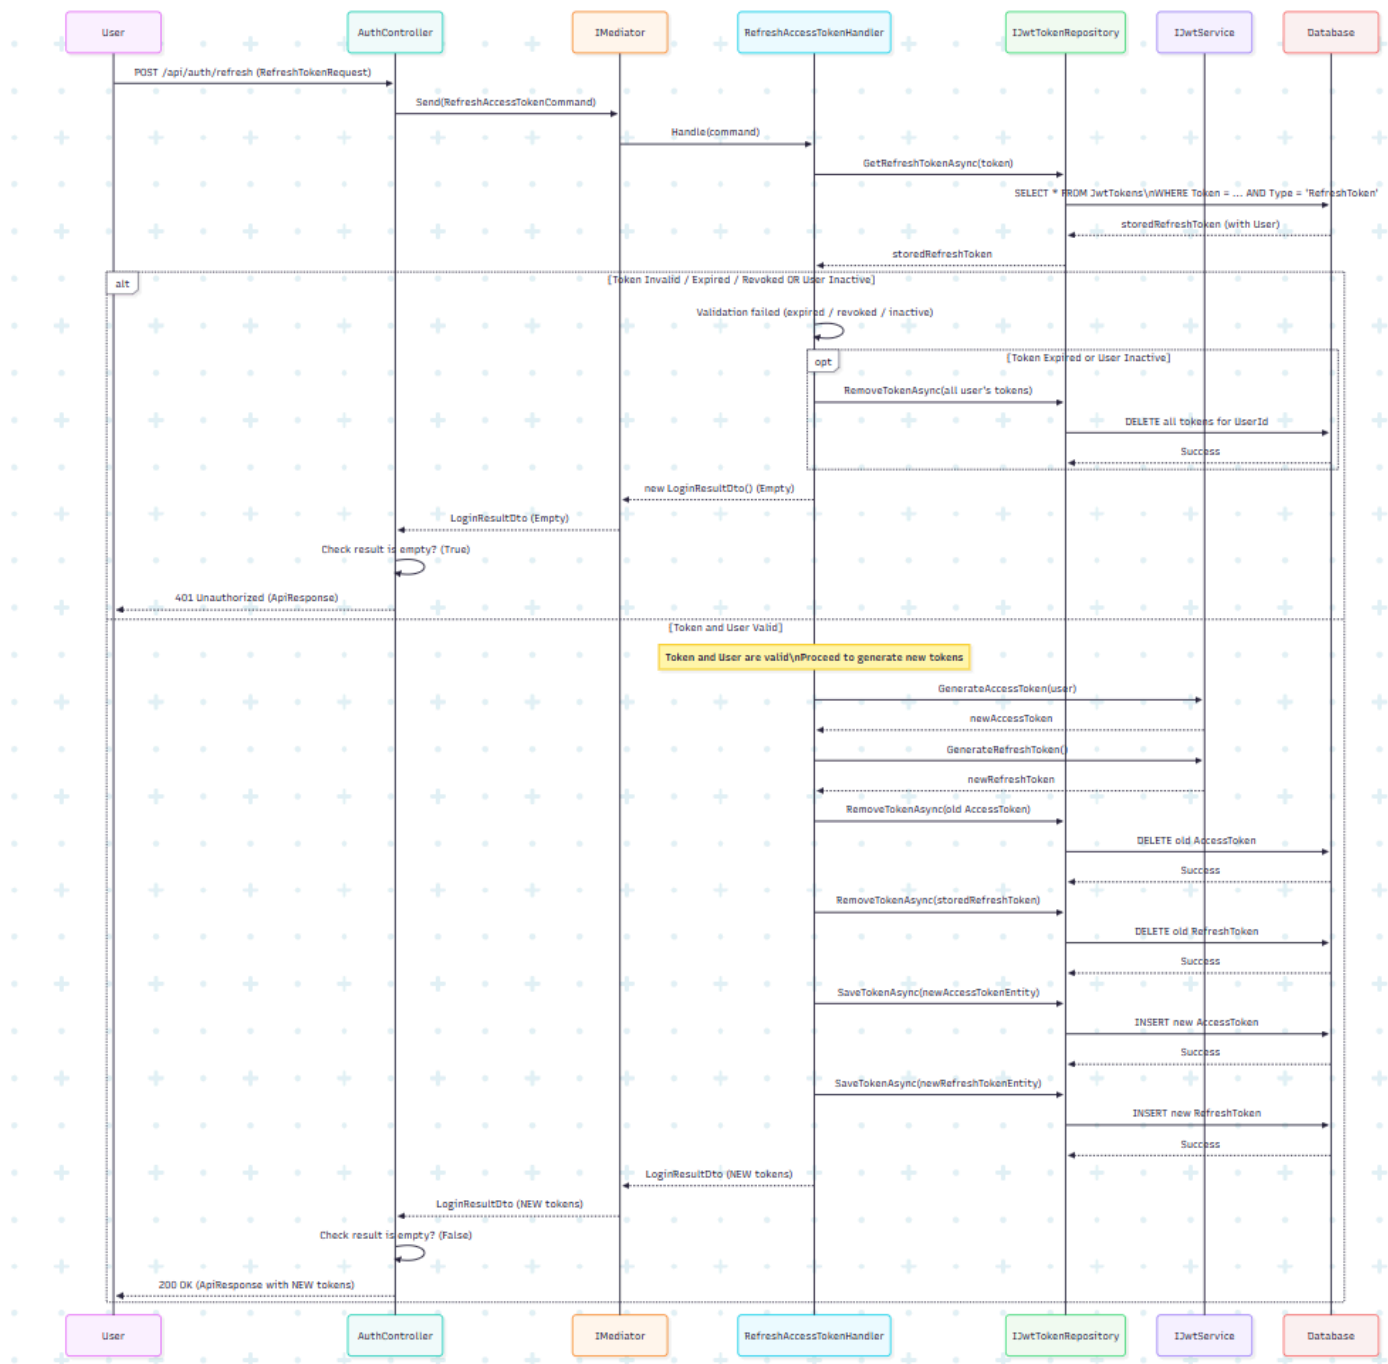 User
AuthController
IMediator
RefreshAccessTokenHandler
IJwtTokenRepository
IJwtService
Database
POST /api/auth/refresh (RefreshTokenRequest)
Send(RefreshAccessTokenCommand)
Handle(command)
GetRefreshTokenAsync(token)
SELECT * FROM JwtTokens\nWHERE Token = ... AND Type = 'RefreshToken'
storedRefreshToken (with User)
storedRefreshToken
alt
[Token Invalid / Expired / Revoked OR User Inactive]
Validation failed (expired / revoked / inactive)
opt
[Token Expired or User Inactive]
RemoveTokenAsync(all user's tokens)
DELETE all tokens for UserId
Success
new LoginResultDto() (Empty)
LoginResultDto (Empty)
Check result is empty? (True)
401 Unauthorized (ApiResponse)
[Token and User Valid]
Token and User are valid\nProceed to generate new tokens
GenerateAccessToken(user)
newAccessToken
GenerateRefreshToken()
newRefreshToken
RemoveTokenAsync(old AccessToken)
DELETE old AccessToken
Success
RemoveTokenAsync(storedRefreshToken)
DELETE old RefreshToken
Success
SaveTokenAsync(newAccessTokenEntity)
INSERT new AccessToken
Success
SaveTokenAsync(newRefreshTokenEntity)
INSERT new RefreshToken
Success
LoginResultDto (NEW tokens)
LoginResultDto (NEW tokens)
Check result is empty? (False)
200 OK (ApiResponse with NEW tokens)
User
AuthController
IMediator
RefreshAccessTokenHandler
IJwtTokenRepository
IJwtService
Database